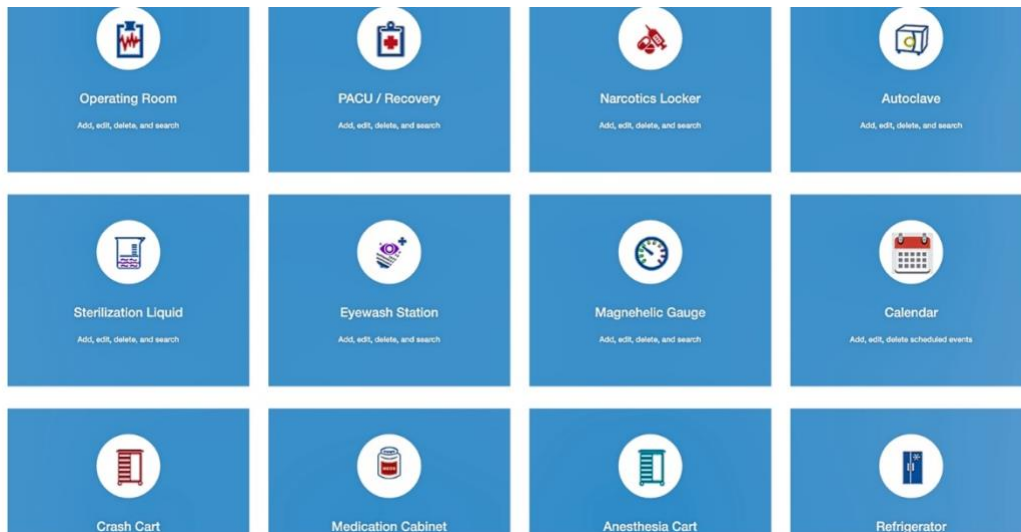 Operating Room
Add, edit, delete, and search
PACU / Recovery
Add, edit, delete, and search
Narcotics Locker
Add, edit, delete, and search
Autoclave
Add, edit, delete, and search
Sterilization Liquid
Add, edit, delete, and search
Eyewash Station
Add, edit, delete, and search
Magnehelic Gauge
Add, edit, delete, and search
Calendar
Add, edit, delete scheduled events
Crash Cart
Medication Cabinet
Anesthesia Cart
Refrigerator